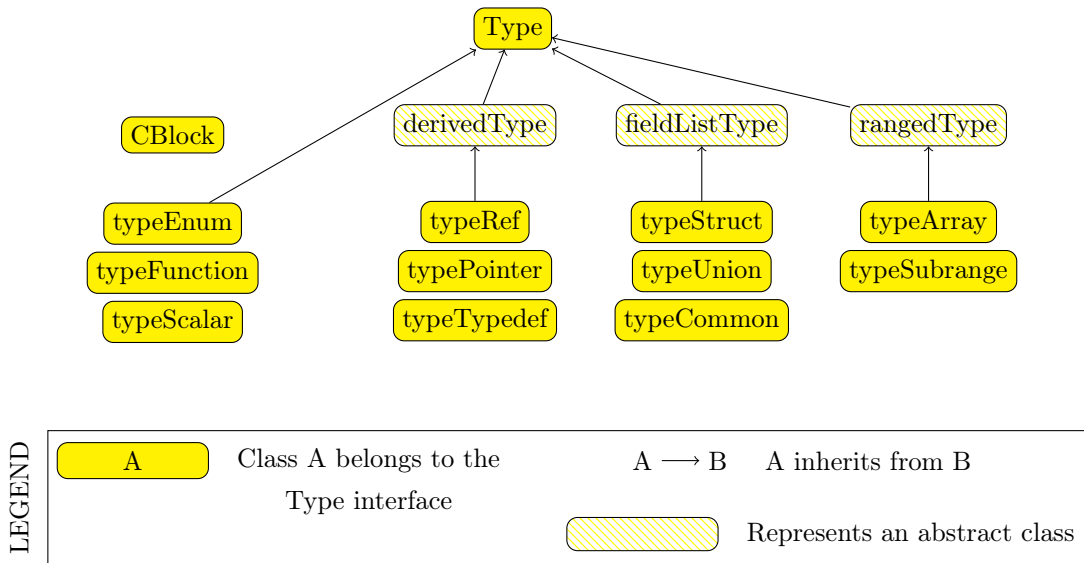 Type
derivedType
fieldListType
rangedType
CBlock
typeEnum
typeRef
typeStruct
typeArray
typeFunction
typePointer
typeUnion
typeSubrange
typeScalar
typeTypedef
typeCommon
LEGEND
A
Class A belongs to the
Type interface
A ⟶ B
A inherits from B
Represents an abstract class